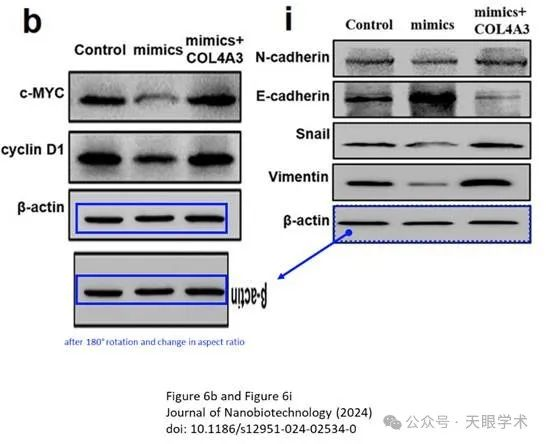 b
Control mimics mimics+
COL4A3
c-MYC
cyclin D1
β-actin
β-actin
after 180° rotation and change in aspect ratio
i
Control mimics mimics+
COL4A3
N-cadherin
E-cadherin
Snail
Vimentin
β-actin
Figure 6b and Figure 6i
Journal of Nanobiotechnology (2024)
doi: 10.1186/s12951-024-02534-0
公众号 · 天眼学术